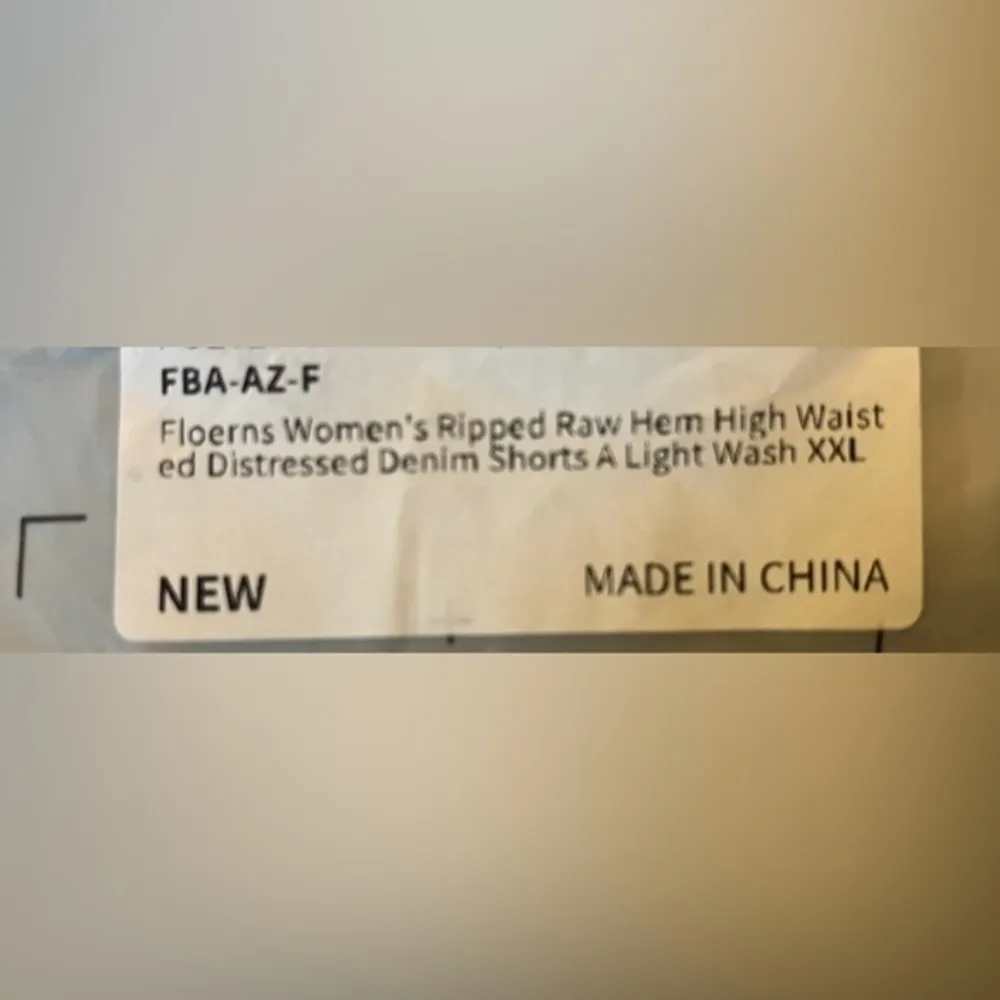 FBA-AZ-F
Floerns Women's Ripped Raw Hem High Waist
ed Distressed Denim Shorts A Light Wash XXL
NEW
MADE IN CHINA